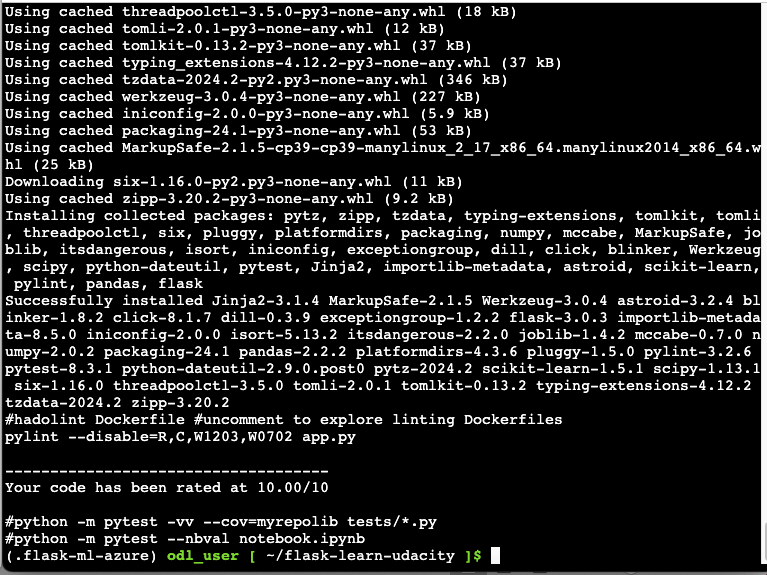 Using cached threadpoolctl-3.5.0-py3-none-any.whl (18 kB)
Using cached tomli-2.0.1-py3-none-any.whl (12 kB)
Using cached tomlkit-0.13.2-py3-none-any.whl (37 kB)
Using cached typing_extensions-4.12.2-py3-none-any.whl (37 kB)
Using cached tzdata-2024.2-py2.py3-none-any.whl (346 kB)
Using cached werkzeug-3.0.4-py3-none-any.whl (227 kB)
Using cached iniconfig-2.0.0-py3-none-any.whl (5.9 kB)
Using cached packaging-24.1-py3-none-any.whl (53 kB)
Using cached MarkupSafe-2.1.5-cp39-cp39-manylinux_2_17_x86_64.manylinux2014_x86_64.w
hl (25 kB)
Downloading six-1.16.0-py2.py3-none-any.whl (11 kB)
Using cached zipp-3.20.2-py3-none-any.whl (9.2 kB)
Installing collected packages: pytz, zipp, tzdata, typing-extensions, tomlkit, tomli
, threadpoolctl, six, pluggy, platformdirs, packaging, numpy, mccabe, MarkupSafe, jo
blib, itsdangerous, isort, iniconfig, exceptiongroup, dill, click, blinker, Werkzeug
, scipy, python-dateutil, pytest, Jinja2, importlib-metadata, astroid, scikit-learn,
 pylint, pandas, flask
Successfully installed Jinja2-3.1.4 MarkupSafe-2.1.5 Werkzeug-3.0.4 astroid-3.2.4 bl
inker-1.8.2 click-8.1.7 dill-0.3.9 exceptiongroup-1.2.2 flask-3.0.3 importlib-metada
ta-8.5.0 iniconfig-2.0.0 isort-5.13.2 itsdangerous-2.2.0 joblib-1.4.2 mccabe-0.7.0 n
umpy-2.0.2 packaging-24.1 pandas-2.2.2 platformdirs-4.3.6 pluggy-1.5.0 pylint-3.2.6
pytest-8.3.1 python-dateutil-2.9.0.post0 pytz-2024.2 scikit-learn-1.5.1 scipy-1.13.1
 six-1.16.0 threadpoolctl-3.5.0 tomli-2.0.1 tomlkit-0.13.2 typing-extensions-4.12.2
tzdata-2024.2 zipp-3.20.2
#hadolint Dockerfile #uncomment to explore linting Dockerfiles
pylint --disable=R,C,W1203,W0702 app.py
------------------------------------
Your code has been rated at 10.00/10
#python -m pytest -vv --cov=myrepolib tests/*.py
#python -m pytest --nbval notebook.ipynb
(.flask-ml-azure) odl_user [ ~/flask-learn-udacity ]$